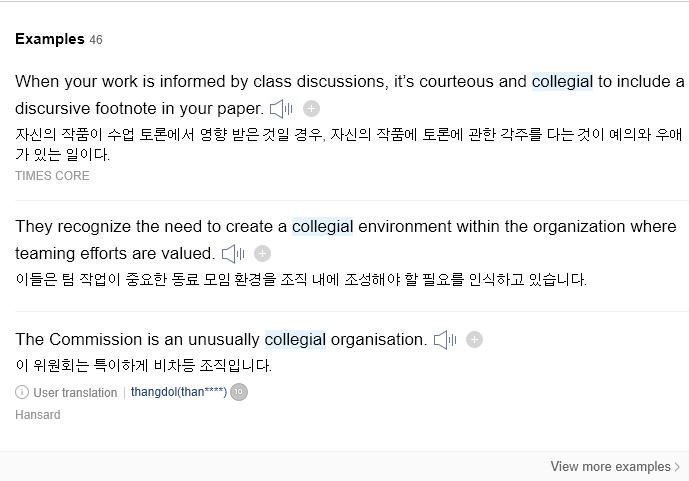 Examples 46
When your work is informed by class discussions, it's courteous and collegial to include a
discursive footnote in your paper.
자신의 작품이 수업 토론에서 영향 받은 것일 경우, 자신의 작품에 토론에 관한 각주를 다는 것이 예의와 우애
가 있는 일이다.
TIMES CORE
They recognize the need to create a collegial environment within the organization where
teaming efforts are valued.
이들은 팀 작업이 중요한 동료 모임 환경을 조직 내에 조성해야 할 필요를 인식하고 있습니다.
The Commission is an unusually collegial organisation.
이 위원회는 특이하게 비차등 조직입니다.
User translation thangdol(than****) 10
Hansard
View more examples